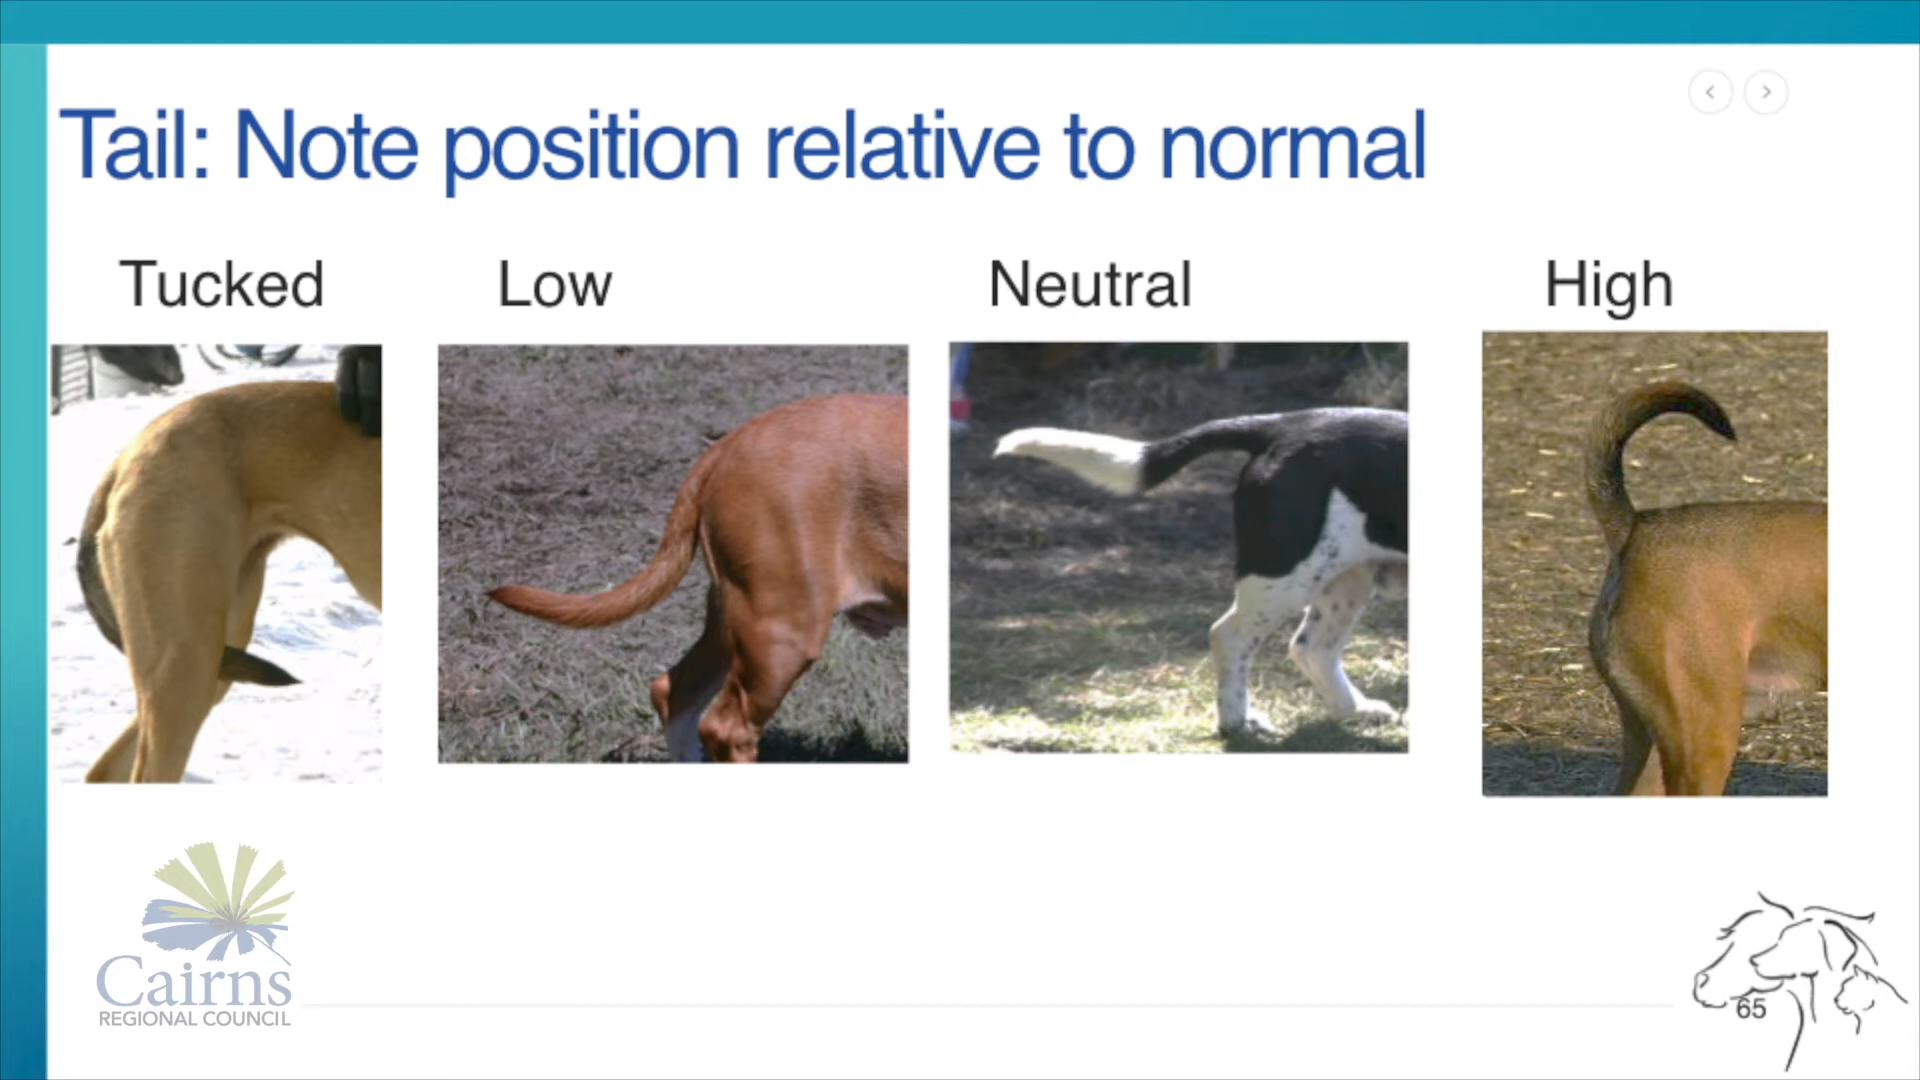 Tail: Note position relative to normal
Tucked Low Neutral High
Cairns
REGIONAL COUNCIL
65